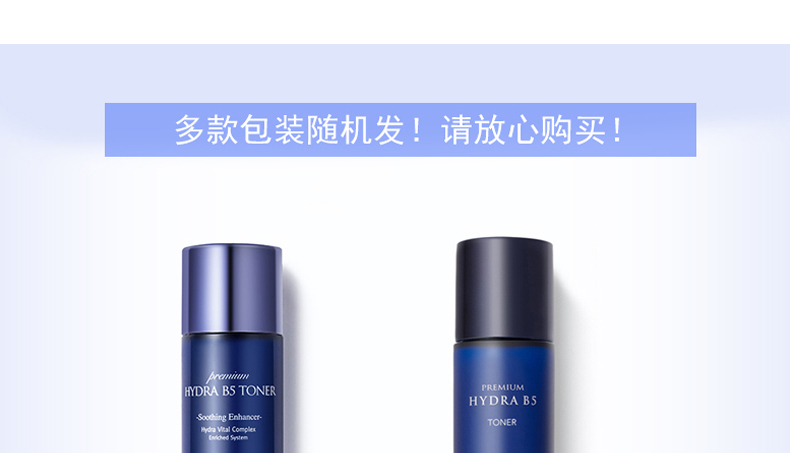 多款包装随机发！请放心购买！
premium
HYDRA B5 TONER
-Soothing Enhancer-
Hydra Vital Complex
Enriched System
PREMIUM
HYDRA B5
TONER